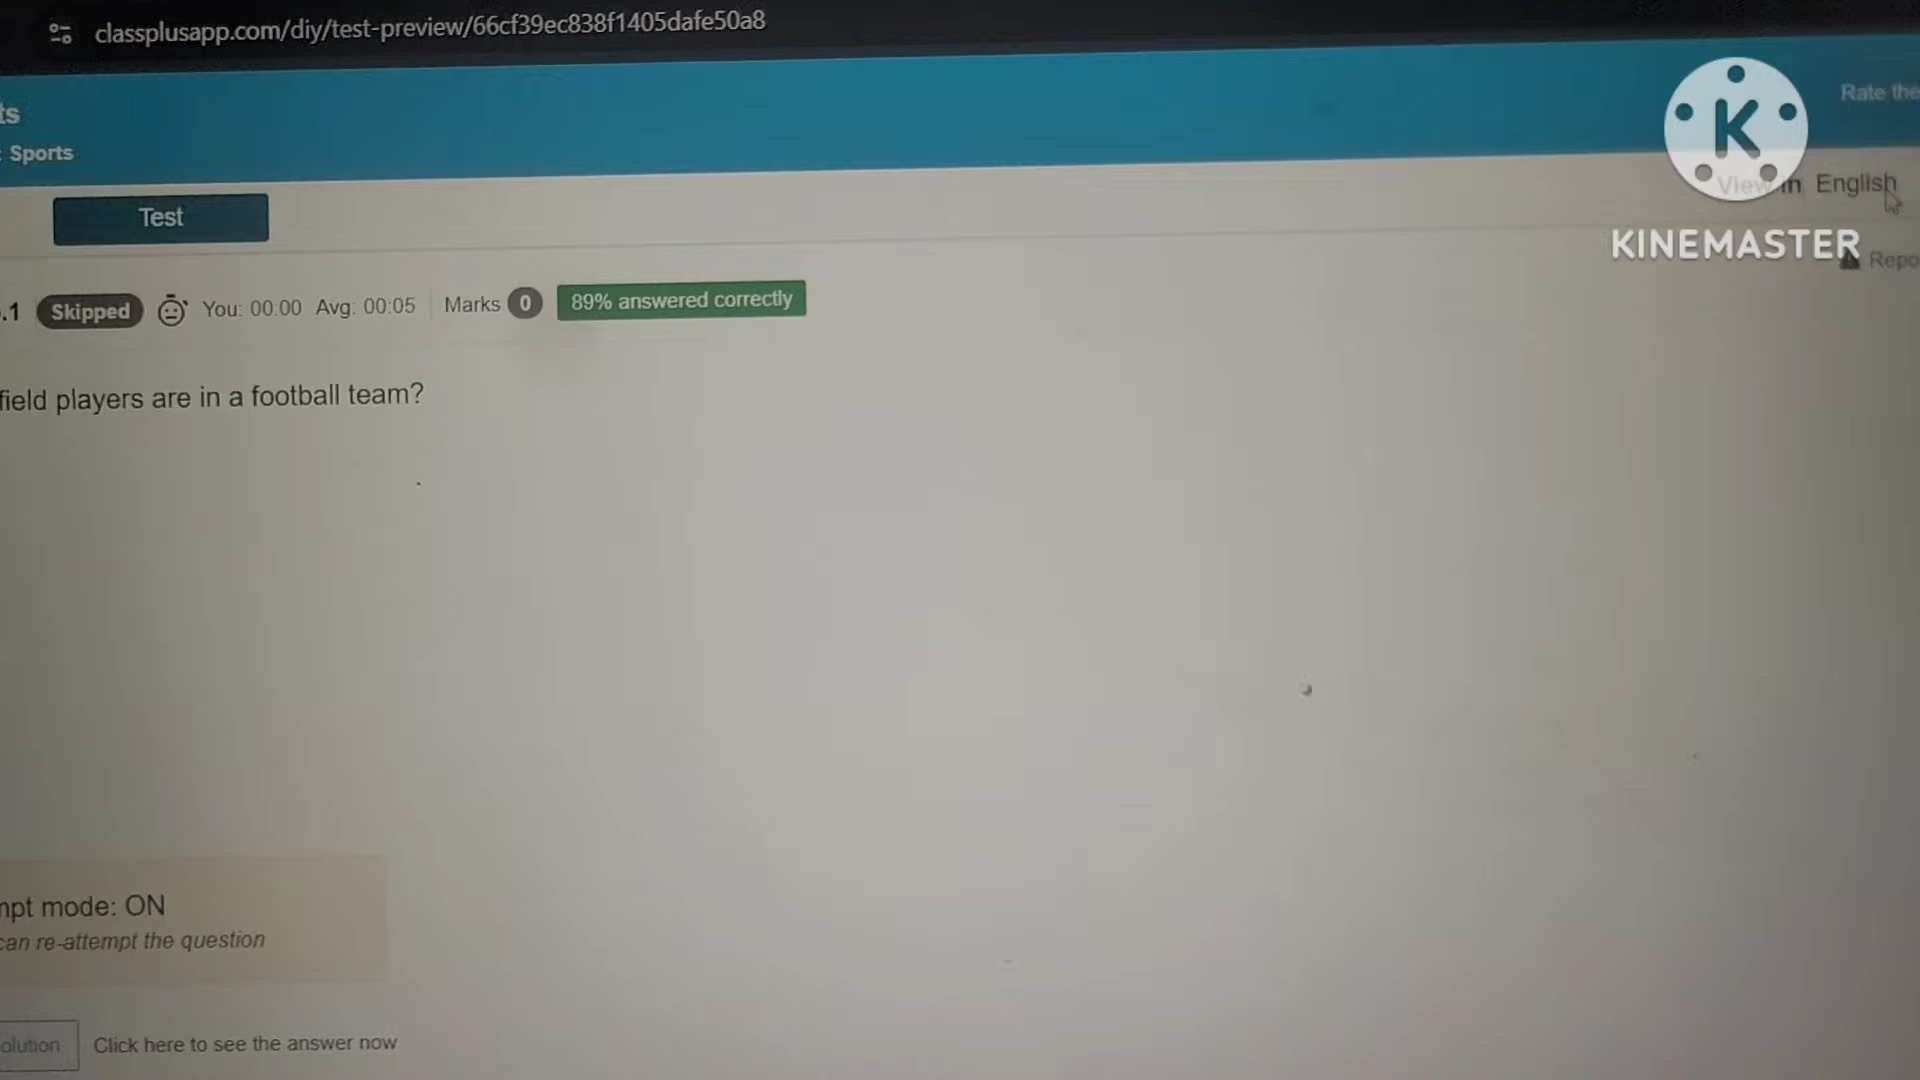 classplusapp.com/diy/test-preview/66cf39ec838f1405dafe50a8
ts
: Sports
Rate the
Test
View in English
KINEMASTER
Repo
.1 Skipped You: 00:00 Avg: 00:05 Marks 0 89% answered correctly
field players are in a football team?
mpt mode: ON
can re-attempt the question
olution Click here to see the answer now